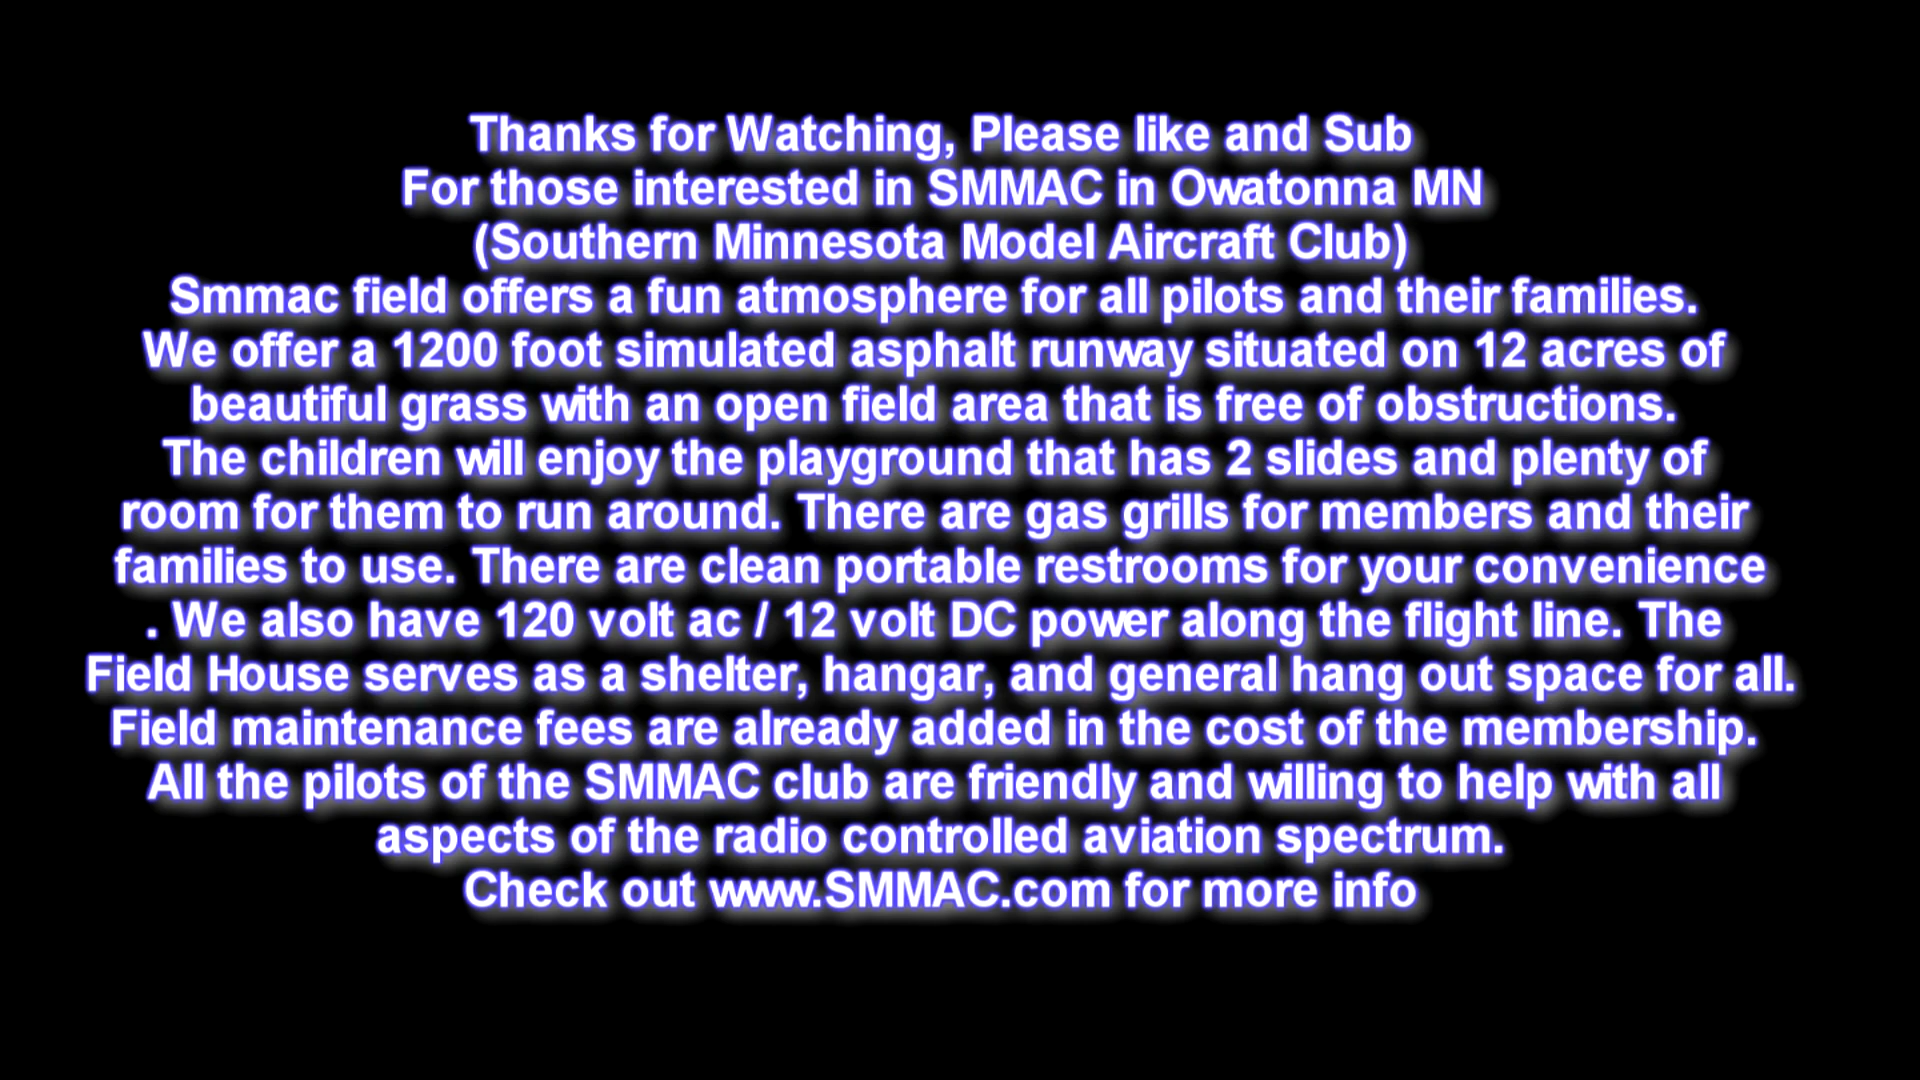 Thanks for Watching, Please like and Sub
For those interested in SMMAC in Owatonna MN
(Southern Minnesota Model Aircraft Club)
Smmac field offers a fun atmosphere for all pilots and their families.
We offer a 1200 foot simulated asphalt runway situated on 12 acres of
beautiful grass with an open field area that is free of obstructions.
The children will enjoy the playground that has 2 slides and plenty of
room for them to run around. There are gas grills for members and their
families to use. There are clean portable restrooms for your convenience
. We also have 120 volt ac / 12 volt DC power along the flight line. The
Field House serves as a shelter, hangar, and general hang out space for all.
Field maintenance fees are already added in the cost of the membership.
All the pilots of the SMMAC club are friendly and willing to help with all
aspects of the radio controlled aviation spectrum.
Check out www.SMMAC.com for more info